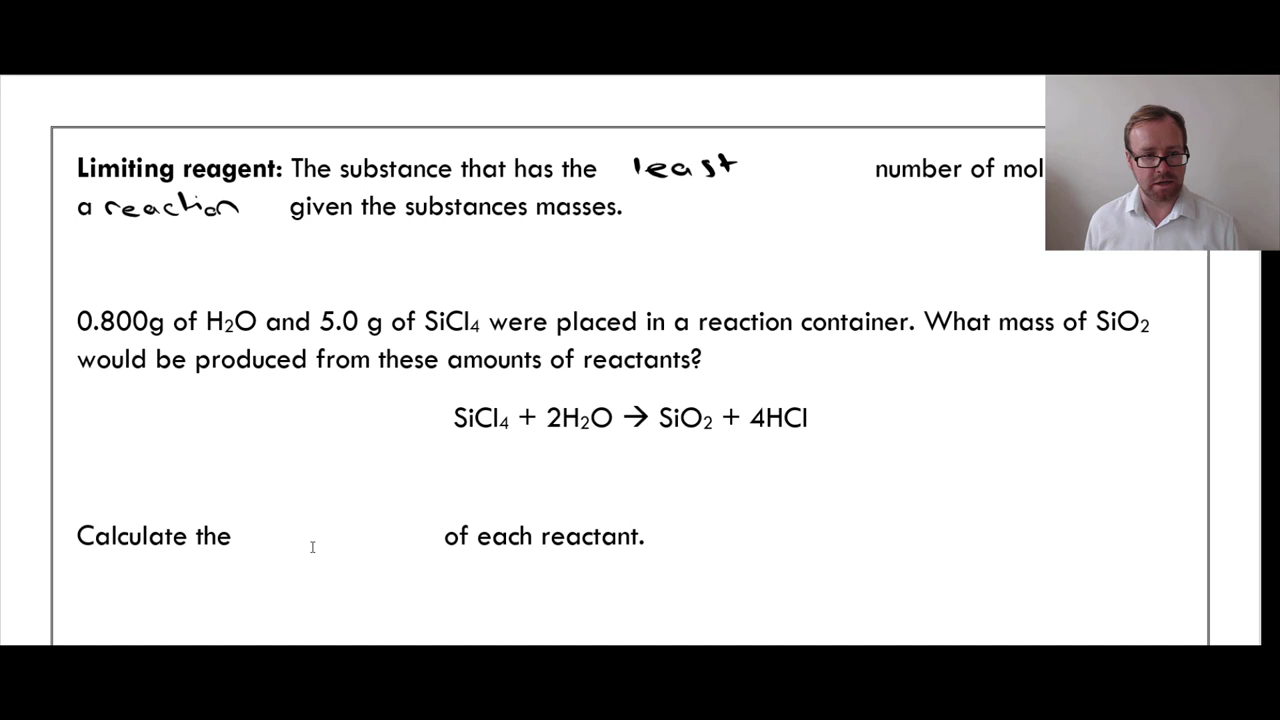 Limiting reagent: The substance that has the least number of mol
a reaction given the substances masses.
0.800g of H₂O and 5.0 g of SiCl₄ were placed in a reaction container. What mass of SiO₂
would be produced from these amounts of reactants?
SiCl₄ + 2H₂O → SiO₂ + 4HCl
Calculate the of each reactant.